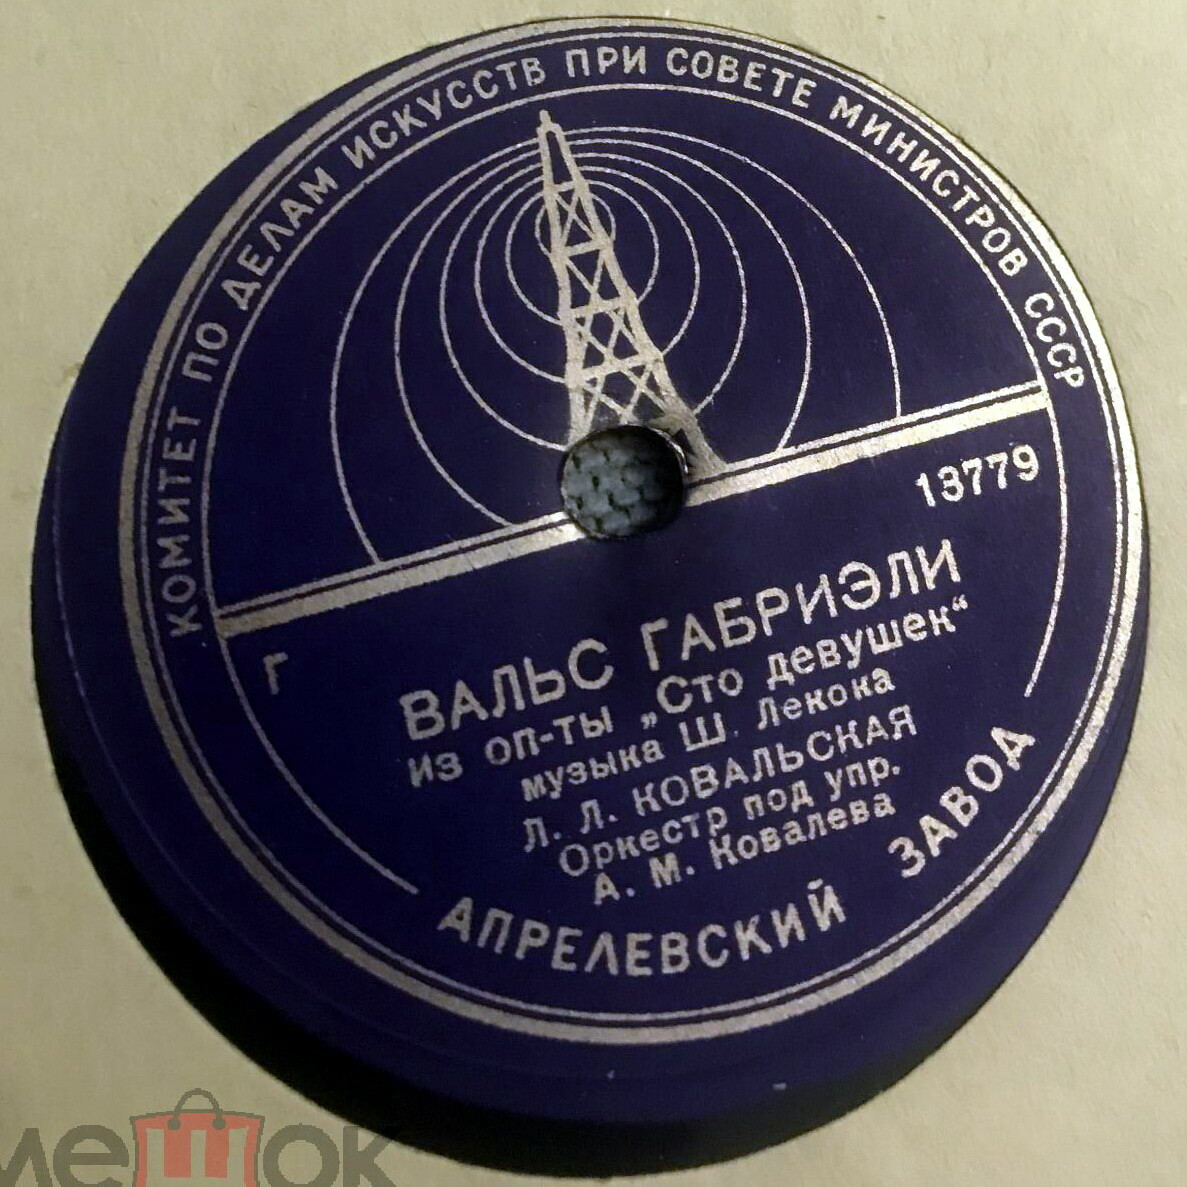 КОМИТЕТ ПО ДЕЛАМ ИСКУССТВ ПРИ СОВЕТЕ МИНИСТРОВ СССР
13779
Г
ВАЛЬС ГАБРИЭЛИ
из оп-ты „Сто девушек“
музыка Ш. Лекока
Л. Л. КОВАЛЬСКАЯ
Оркестр под упр.
А. М. Ковалева
АПРЕЛЕВСКИЙ ЗАВОД
мешок